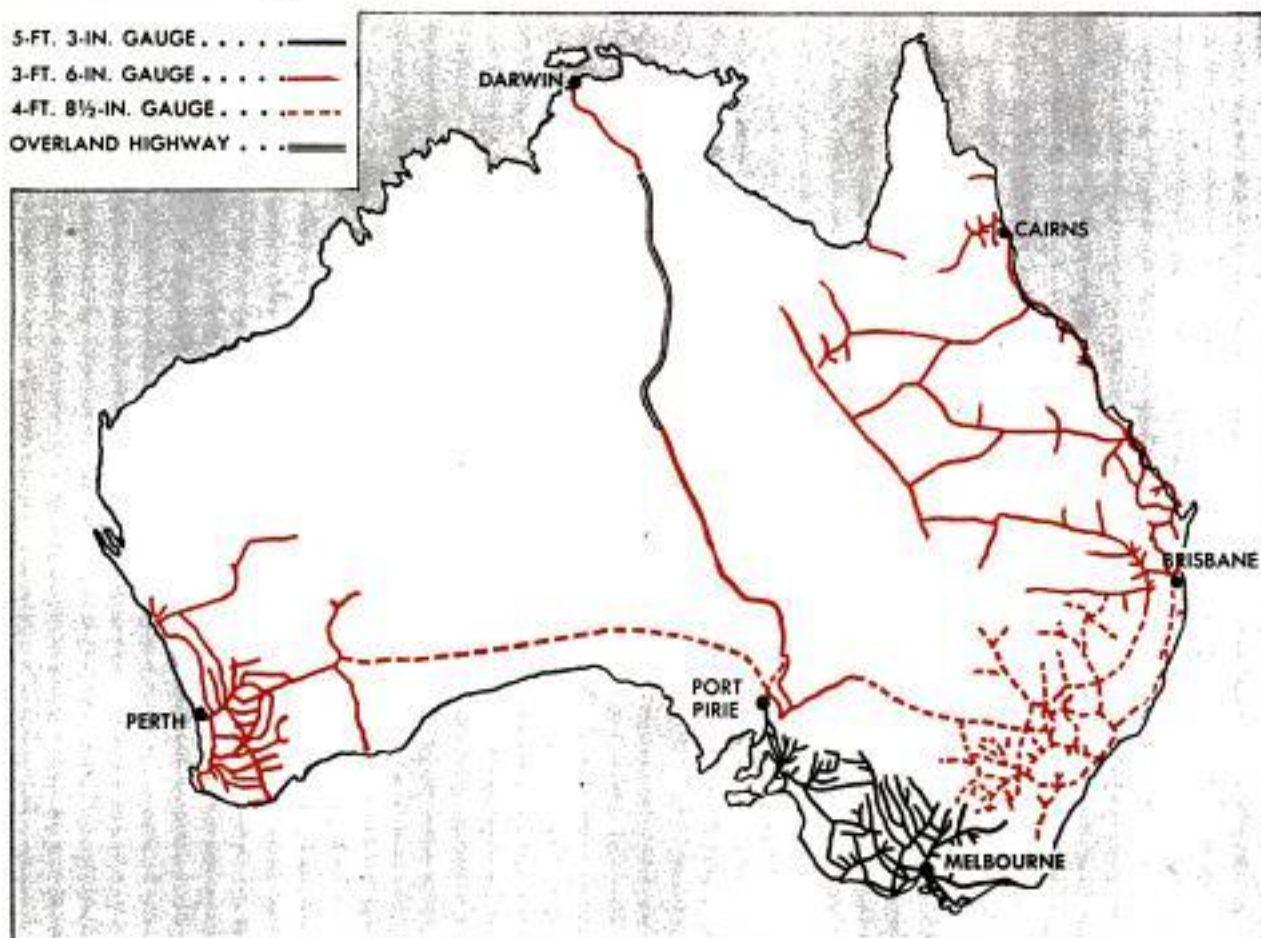 5-FT. 3-IN. GAUGE . . . . .
3-FT. 6-IN. GAUGE . . . .
4-FT. 8½-IN. GAUGE . . .
OVERLAND HIGHWAY . . .
DARWIN
CAIRNS
BRISBANE
PORT
PIRIE
PERTH
MELBOURNE